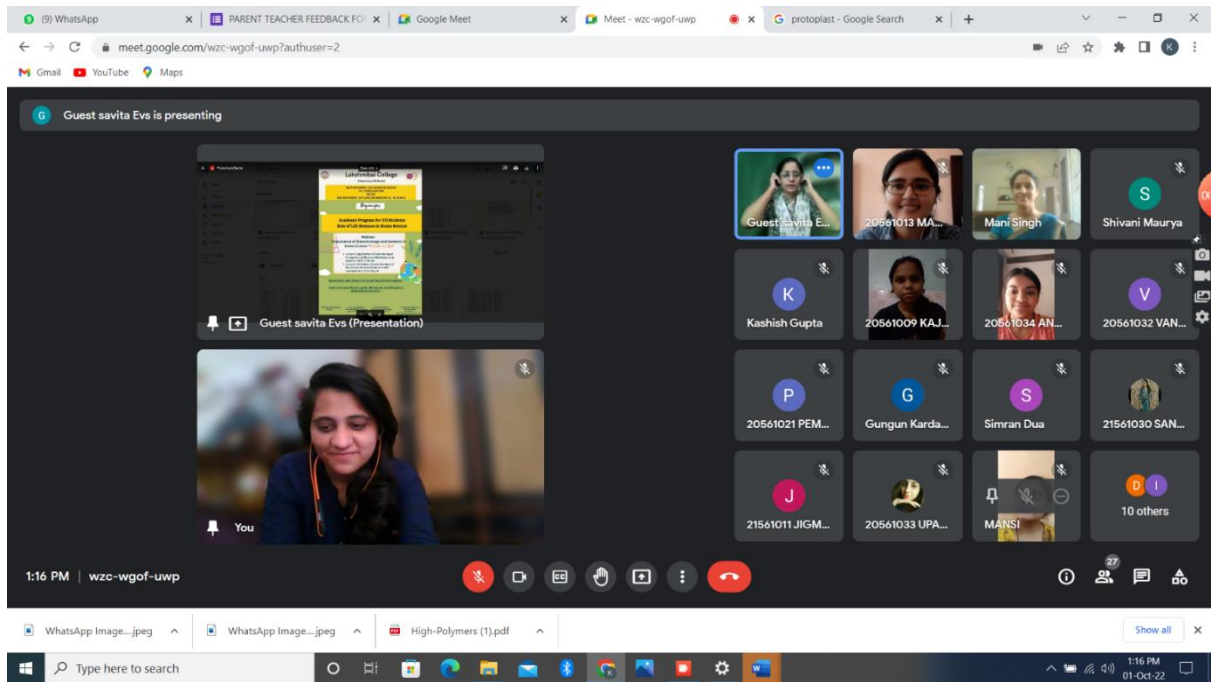 (9) WhatsApp
PARENT TEACHER FEEDBACK FO
Google Meet
Meet - wzc-wgof-uwp
protoplast - Google Search
meet.google.com/wzc-wgof-uwp?authuser=2
K
Gmail
YouTube
Maps
G
Guest savita Evs is presenting
Lakshmibai College
Organises
Academic Program for UG Students
Guest savita Evs (Presentation)
You
Guest savita E...
20561013 MA...
Mani Singh
S
Shivani Maurya
K
Kashish Gupta
20561009 KAJ...
20561034 AN...
V
20561032 VAN...
P
20561021 PEM...
G
Gungun Karda...
S
Simran Dua
21561030 SAN...
J
21561011 JIGM...
20561033 UPA...
MANSI
D I
10 others
1:16 PM | wzc-wgof-uwp
27
WhatsApp Image....jpeg
WhatsApp Image....jpeg
High-Polymers (1).pdf
Show all
Type here to search
1:16 PM
01-Oct-22